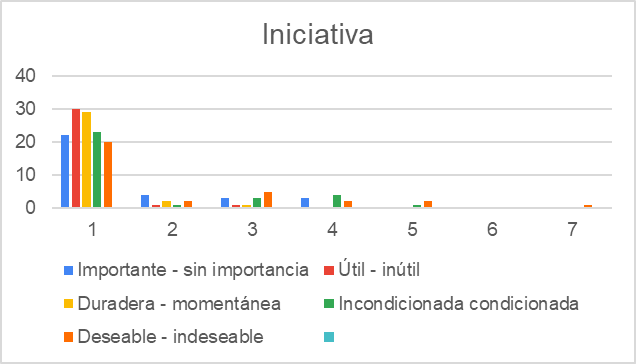 Iniciativa
40
30
20
10
0
1 2 3 4 5 6 7
Importante - sin importancia Útil - inútil
Duradera - momentánea Incondicionada condicionada
Deseable - indeseable